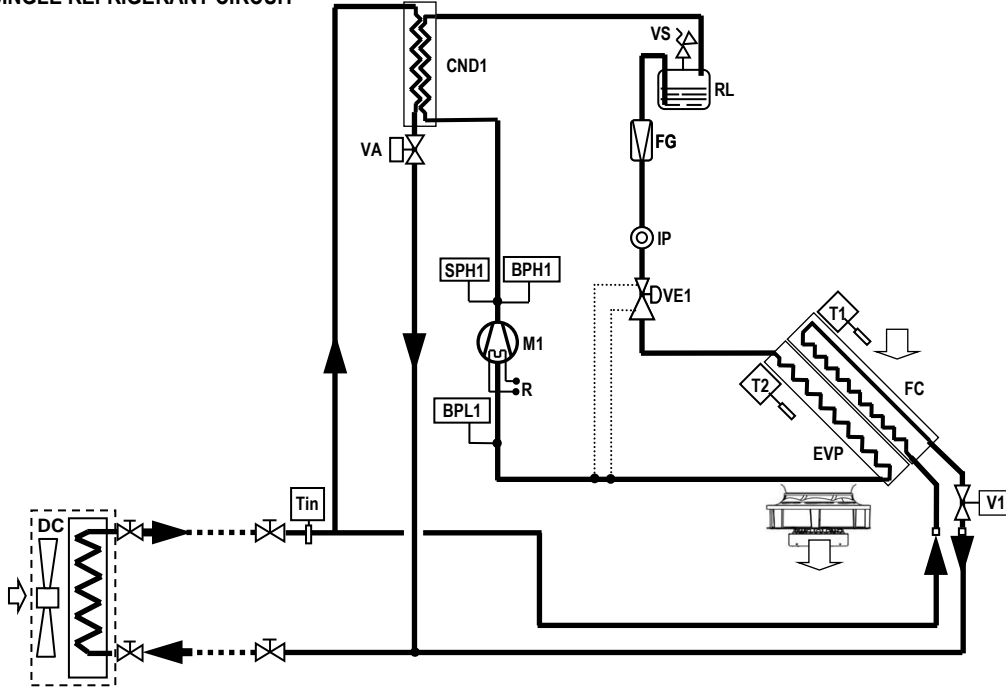 SINGLE REFRIGERANT CIRCUIT
VS
CND1
RL
VA
FG
IP
SPH1
BPH1
VE1
T1
M1
FC
R
T2
BPL1
EVP
Tin
V1
DC